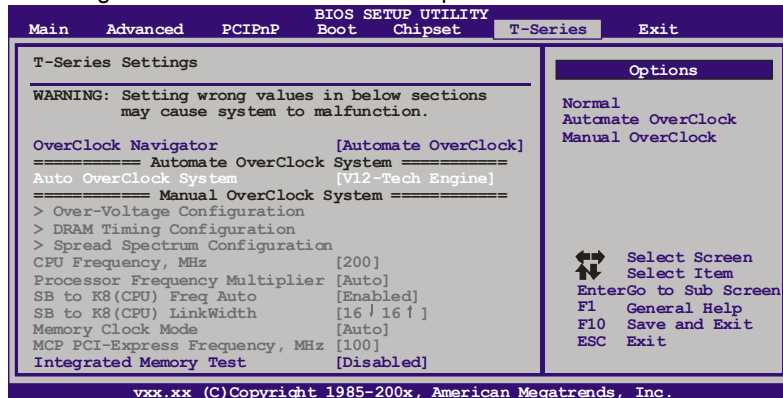 BIOS SETUP UTILITY
Main Advanced PCIPnP Boot Chipset T-Series Exit
T-Series Settings
WARNING: Setting wrong values in below sections
may cause system to malfunction.
OverClock Navigator [Automate OverClock]
=========== Automate OverClock System ===========
Auto OverClock System [V12-Tech Engine]
============ Manual OverClock System ============
> Over-Voltage Configuration
> DRAM Timing Configuration
> Spread Spectrum Configuration
CPU Frequency, MHz [200]
Processor Frequency Multiplier [Auto]
SB to K8(CPU) Freq Auto [Enabled]
SB to K8(CPU) LinkWidth [16 ↓ 16 ↑ ]
Memory Clock Mode [Auto]
MCP PCI-Express Frequency, MHz [100]
Integrated Memory Test [Disabled]
Options
Normal
Automate OverClock
Manual OverClock
Select Screen
Select Item
EnterGo to Sub Screen
F1 General Help
F10 Save and Exit
ESC Exit
vxx.xx (C)Copyright 1985-200x, American Megatrends, Inc.